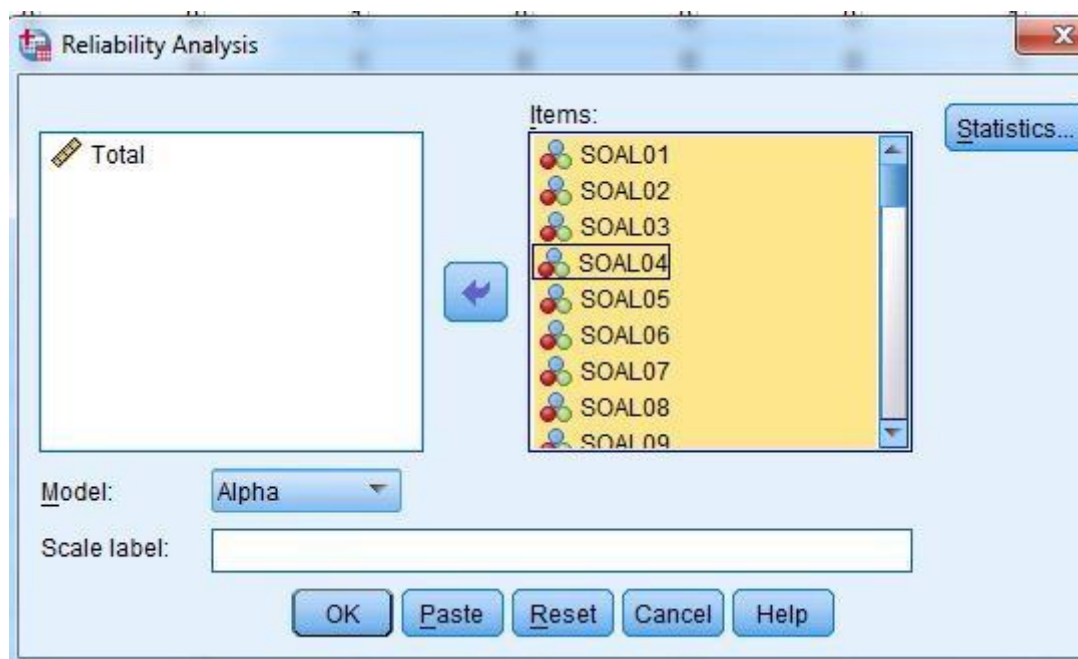 Reliability Analysis
Items:
Statistics...
Total
SOAL01
SOAL02
SOAL03
SOAL04
SOAL05
SOAL06
SOAL07
SOAL08
SOAL09
Model:
Alpha
Scale label:
OK
Paste
Reset
Cancel
Help